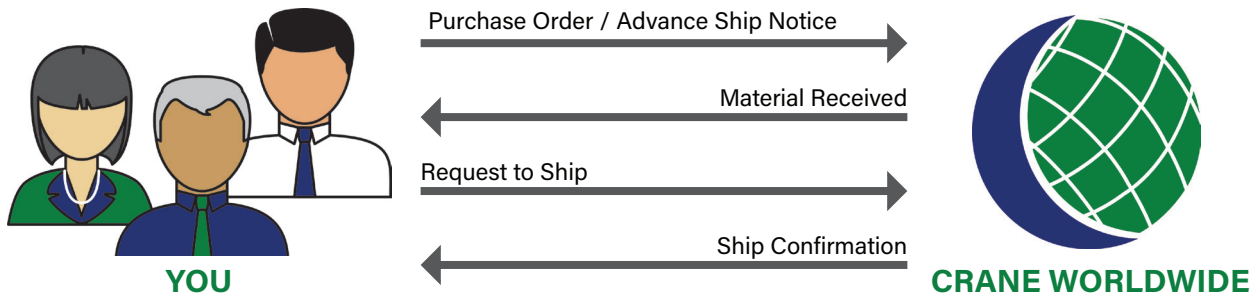 Purchase Order / Advance Ship Notice
Material Received
Request to Ship
Ship Confirmation
YOU
CRANE WORLDWIDE